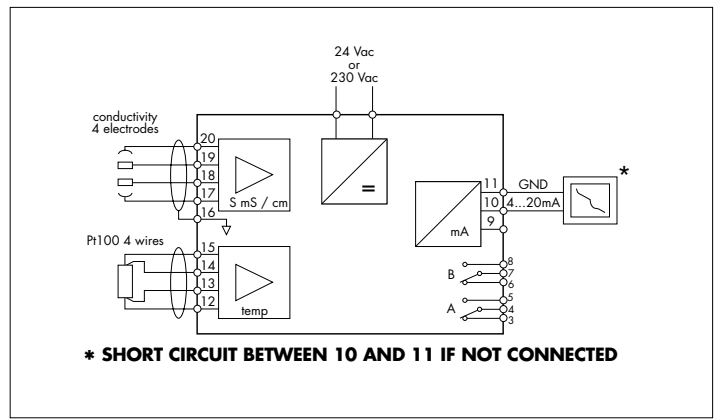 24 Vac
or
230 Vac
conductivity
4 electrodes
20
19
18
17
16
S mS / cm
=
11
10
9
GND
4...20mA
*
mA
Pt100 4 wires
15
14
13
12
temp
B
8
7
6
A
5
4
3
* SHORT CIRCUIT BETWEEN 10 AND 11 IF NOT CONNECTED